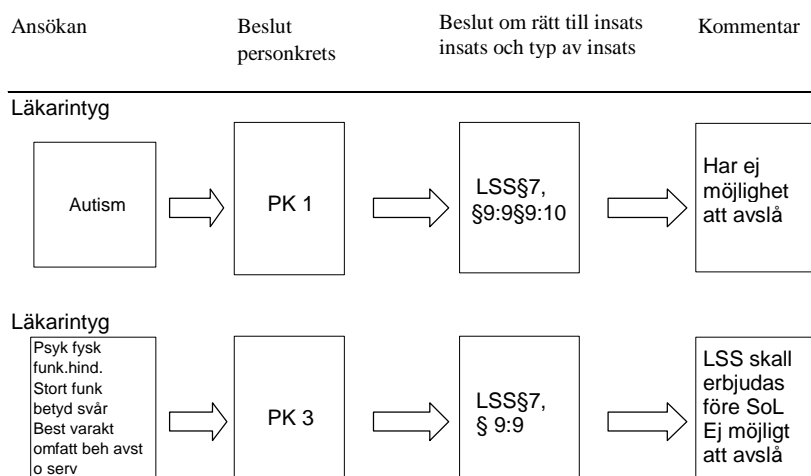 Ansökan
Beslut
personkrets
Beslut om rätt till insats
insats och typ av insats
Kommentar
Läkarintyg
Autism
PK 1
LSS§7,
§9:9§9:10
Har ej
möjlighet
att avslå
Läkarintyg
Psyk fysk
funk.hind.
Stort funk
betyd svår
Best varakt
omfatt beh avst
o serv
PK 3
LSS§7,
§ 9:9
LSS skall
erbjudas
före SoL
Ej möjligt
att avslå